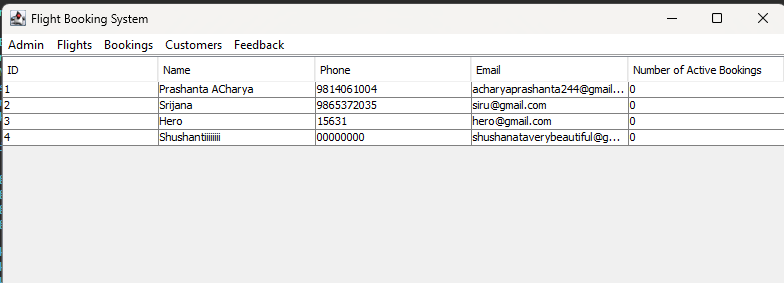 Flight Booking System
Admin Flights Bookings Customers Feedback
ID Name Phone Email Number of Active Bookings
1 Prashanta ACharya 9814061004 acharyaprashanta244@gmail... 0
2 Srijana 9865372035 siru@gmail.com 0
3 Hero 15631 hero@gmail.com 0
4 Shushantiiiiiiii 00000000 shushanataverybeautiful@g... 0